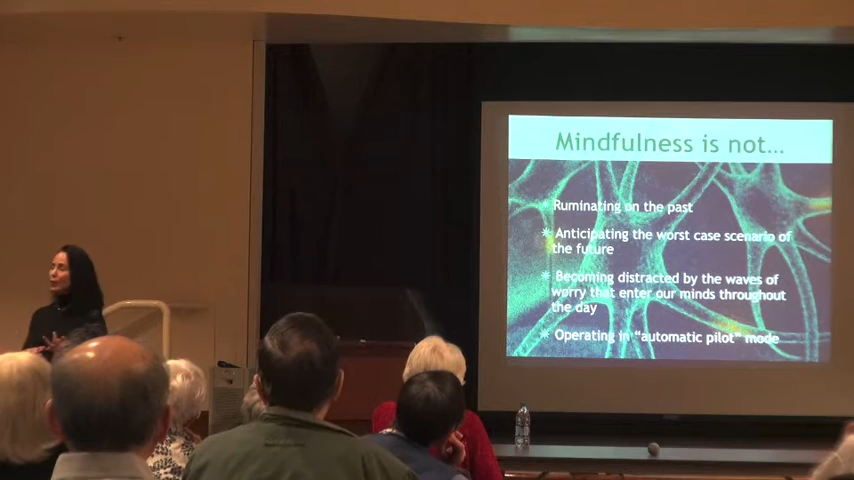 Mindfulness is not...
Ruminating on the past
Anticipating the worst case scenario of
the future
Becoming distracted by the waves of
worry that enter our minds throughout
the day
Operating in "automatic pilot" mode